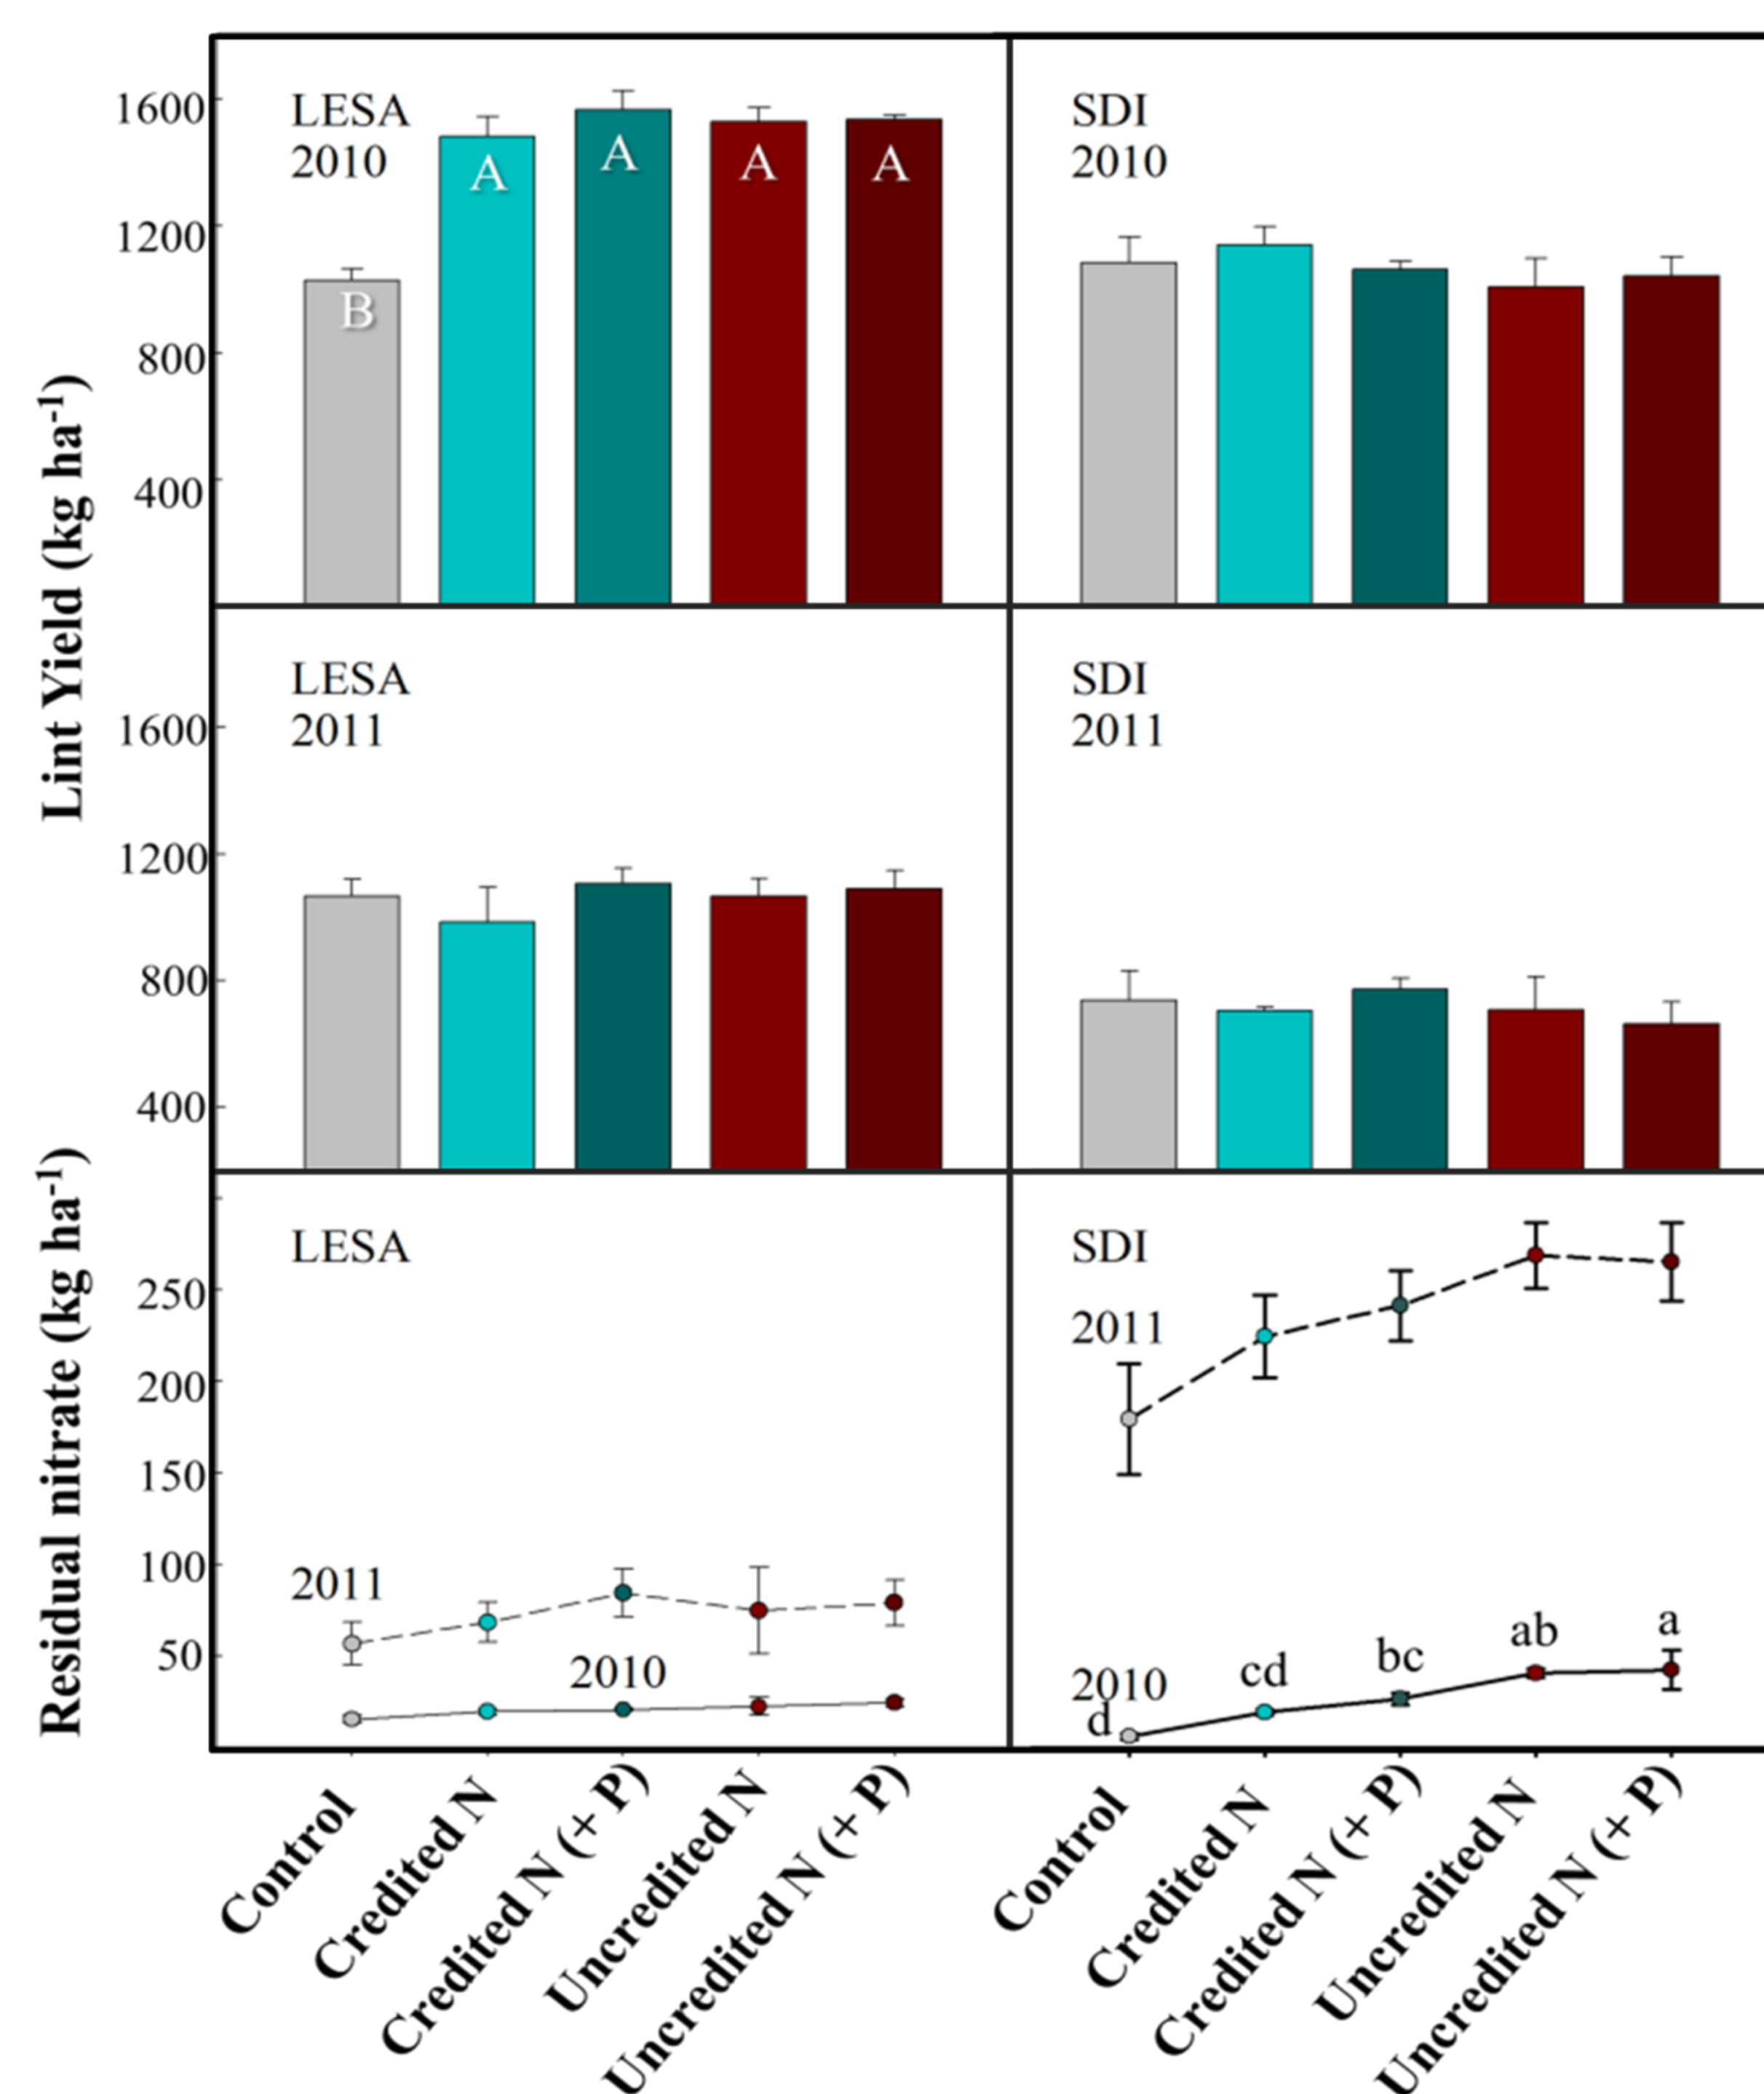 Lint Yield (kg ha-1)
1600
1200
800
400
LESA
2010
B
A
A
A
A
SDI
2010
1600
1200
800
400
LESA
2011
SDI
2011
Residual nitrate (kg ha-1)
250
200
150
100
50
LESA
2011
2010
SDI
2011
2010
d
cd
bc
ab
a
Control
Credited N
Credited N (+ P)
Uncredited N
Uncredited N (+ P)
Control
Credited N
Credited N (+ P)
Uncredited N
Uncredited N (+ P)